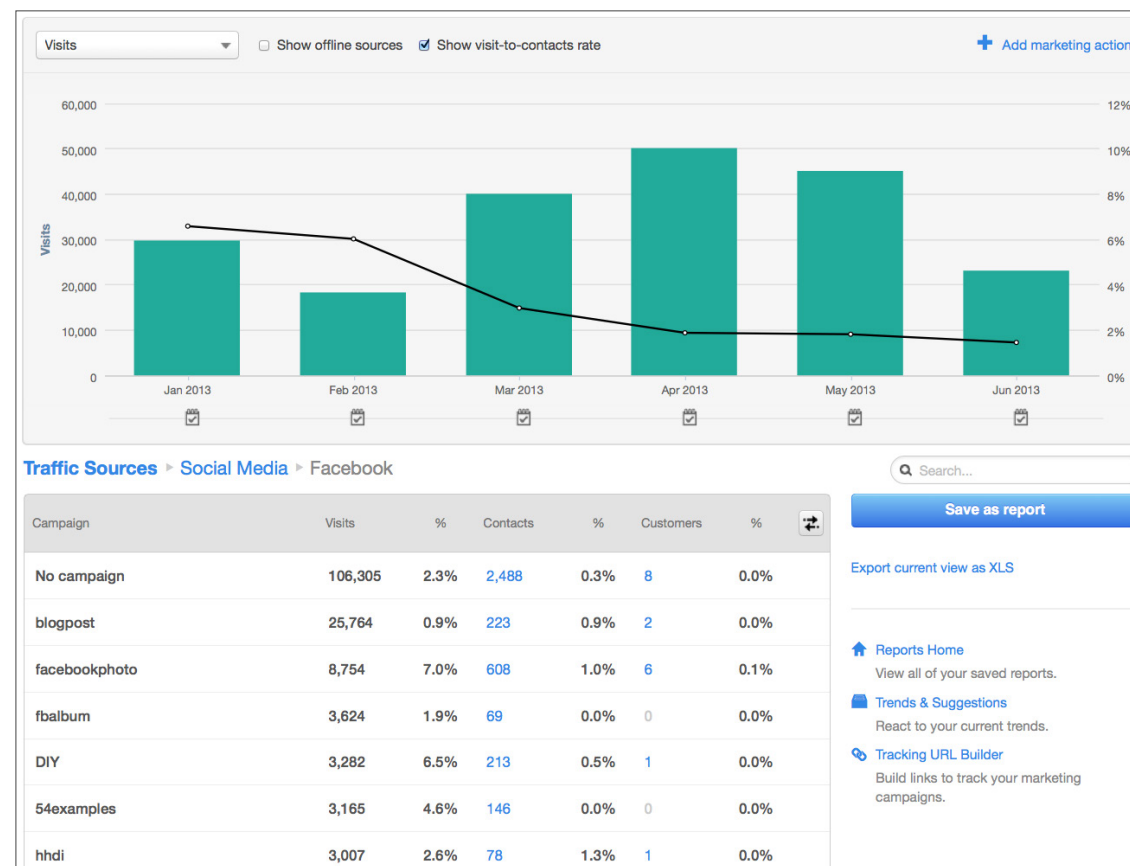 Visits
Show offline sources
Show visit-to-contacts rate
Add marketing action
60,000
50,000
40,000
30,000
20,000
10,000
0
Visits
12%
10%
8%
6%
4%
2%
0%
Jan 2013 Feb 2013 Mar 2013 Apr 2013 May 2013 Jun 2013
Traffic Sources Social Media Facebook
Search...
Campaign Visits % Contacts % Customers %
No campaign 106,305 2.3% 2,488 0.3% 8 0.0%
blogpost 25,764 0.9% 223 0.9% 2 0.0%
facebookphoto 8,754 7.0% 608 1.0% 6 0.1%
fbalbum 3,624 1.9% 69 0.0% 0 0.0%
DIY 3,282 6.5% 213 0.5% 1 0.0%
54examples 3,165 4.6% 146 0.0% 0 0.0%
hhdi 3,007 2.6% 78 1.3% 1 0.0%
Save as report
Export current view as XLS
Reports Home
View all of your saved reports.
Trends & Suggestions
React to your current trends.
Tracking URL Builder
Build links to track your marketing
campaigns.